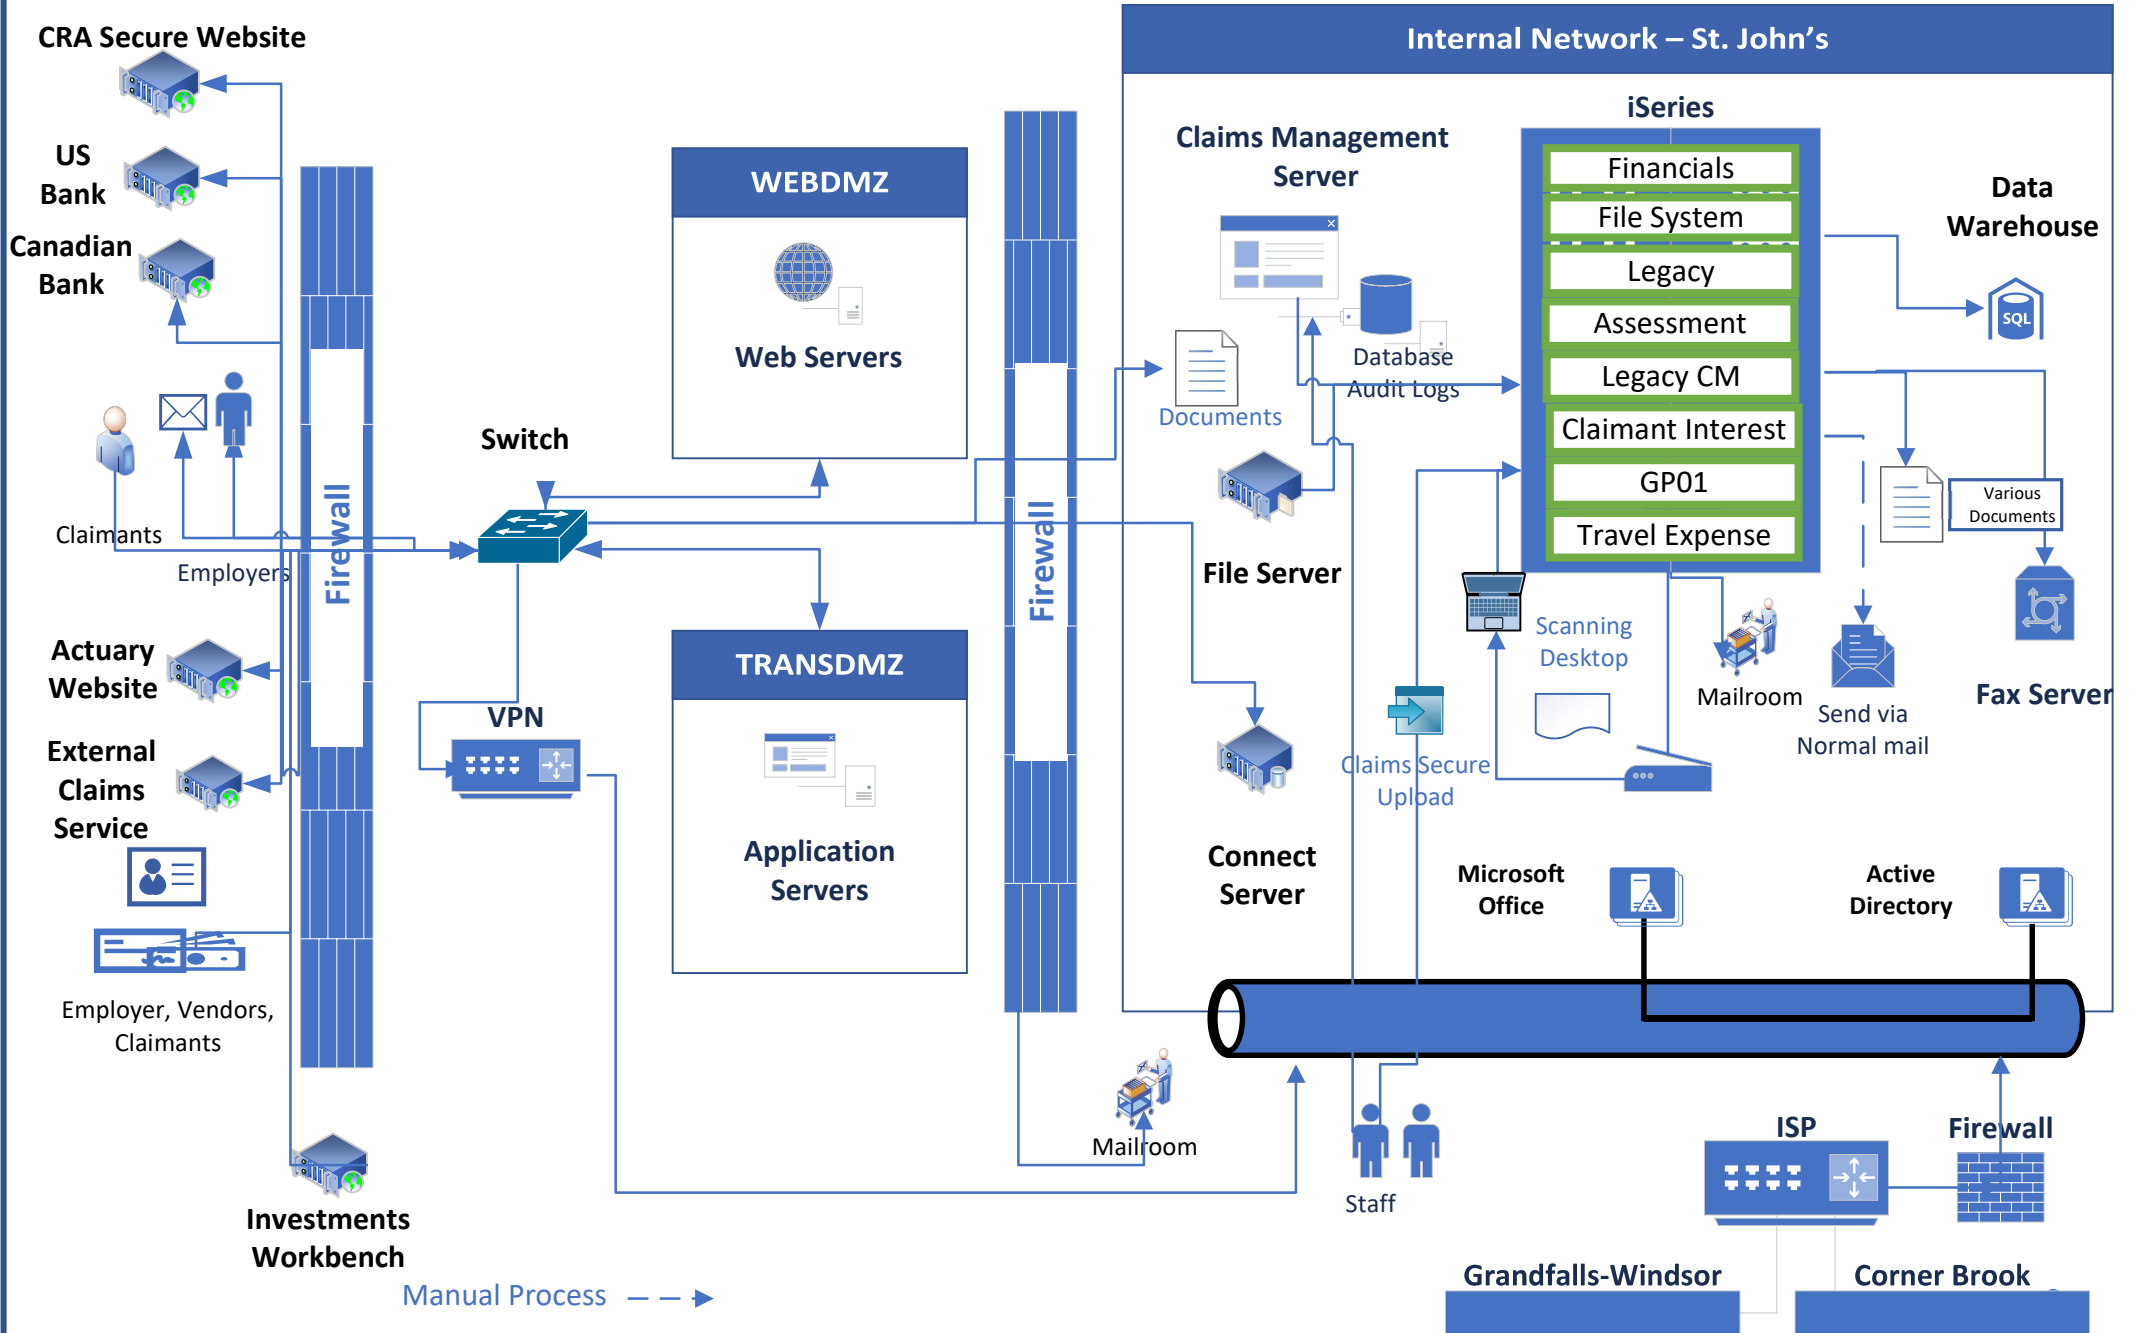 CRA Secure Website
US
Bank
Canadian
Bank
Claimants
Employers
Actuary
Website
External
Claims
Service
Employer, Vendors,
Claimants
Investments
Workbench
Manual Process
Firewall
Switch
VPN
WEBDMZ
Web Servers
TRANSDMZ
Application
Servers
Firewall
Mailroom
Internal Network – St. John's
Claims Management
Server
Database
Audit Logs
Documents
File Server
Connect
Server
Claims Secure
Upload
iSeries
Financials
File System
Legacy
Assessment
Legacy CM
Claimant Interest
GP01
Travel Expense
Scanning
Desktop
Mailroom
Send via
Normal mail
Data
Warehouse
SQL
Various
Documents
Fax Server
Microsoft
Office
Active
Directory
Staff
ISP
Firewall
Grandfalls-Windsor
Corner Brook